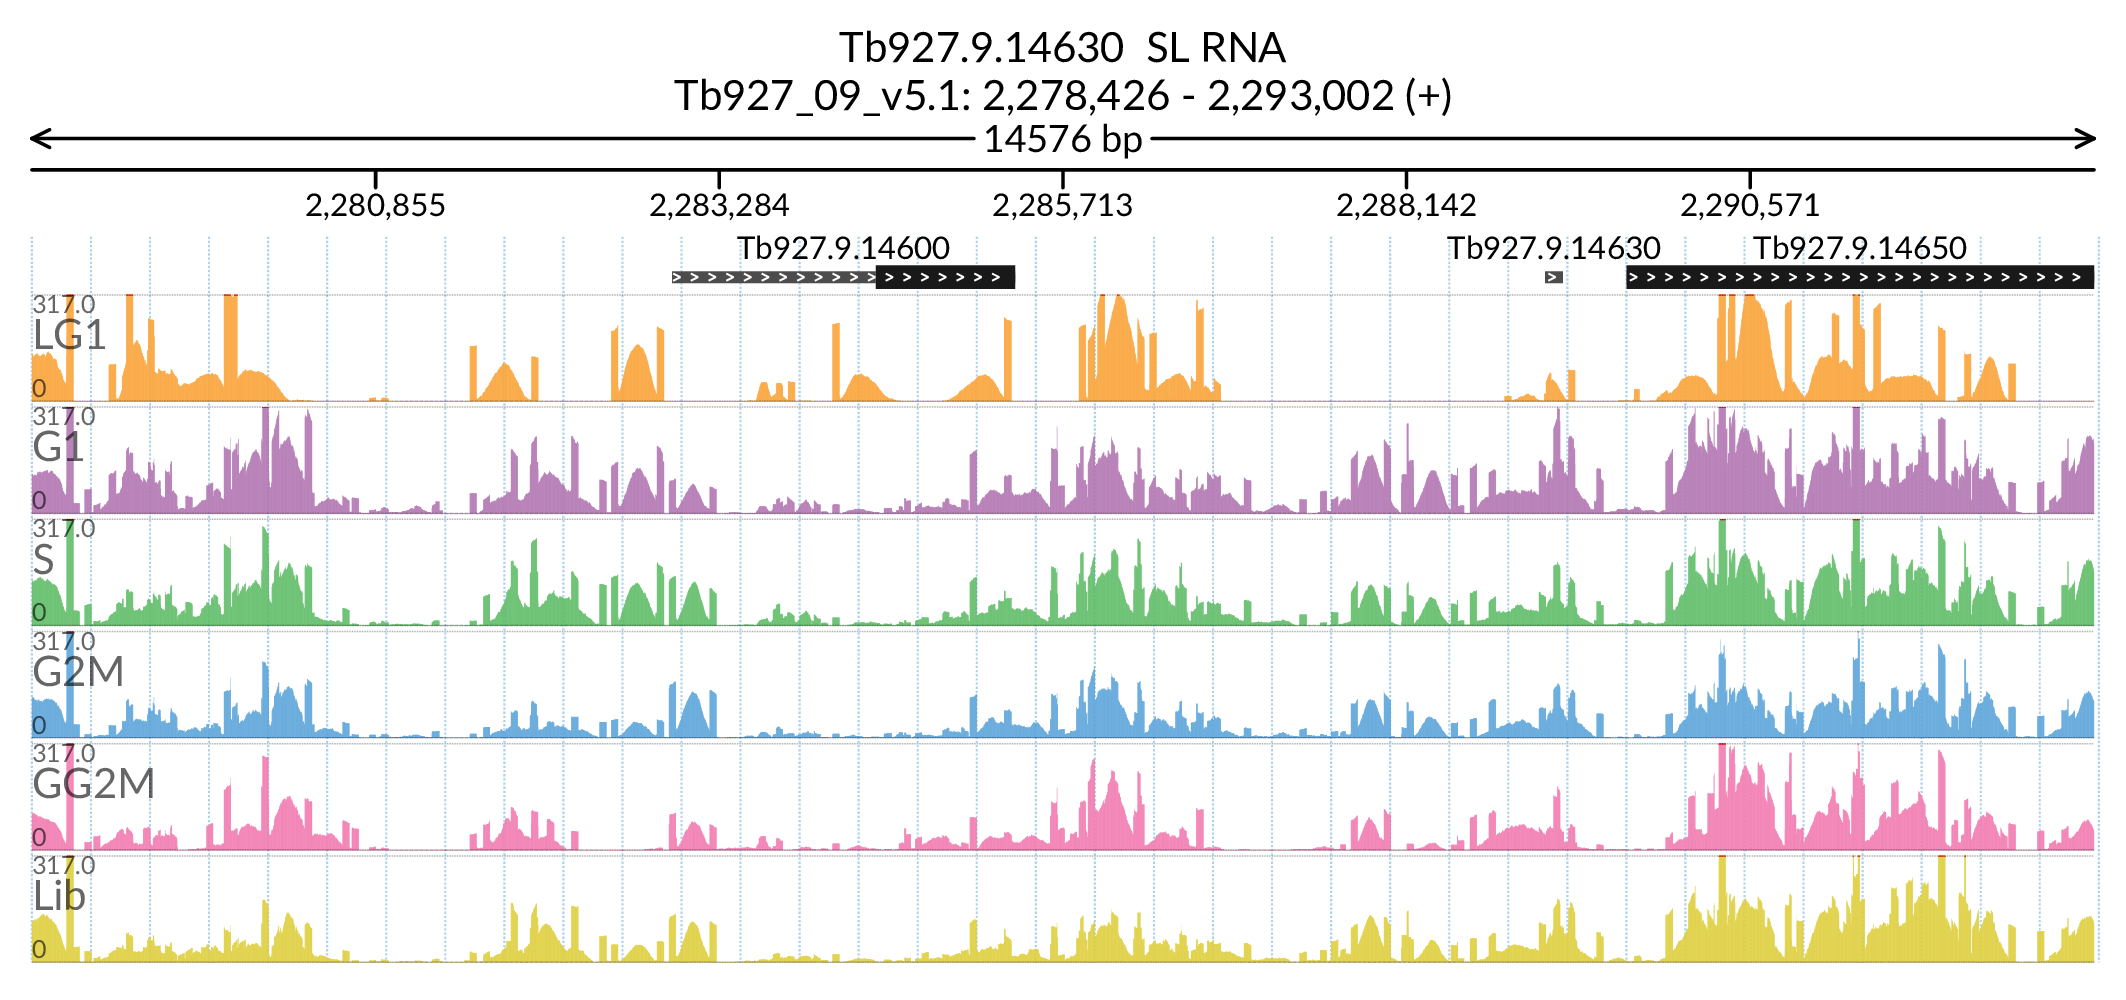 Tb927.9.14630 SL RNA
Tb927_09_v5.1: 2,278,426 - 2,293,002 (+)
14576 bp
2,280,855 2,283,284 2,285,713 2,288,142 2,290,571
Tb927.9.14600 Tb927.9.14630 Tb927.9.14650
317.0
LG1
0
317.0
G1
0
317.0
S
0
317.0
G2M
0
317.0
GG2M
0
317.0
Lib
0